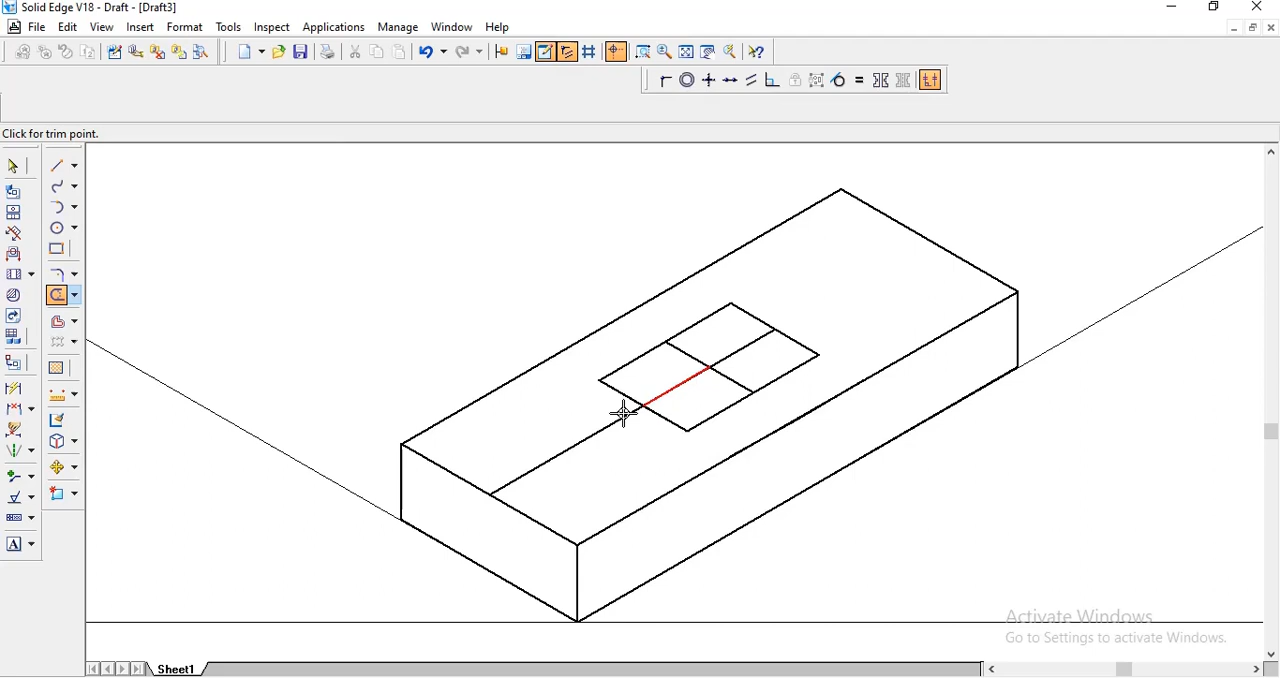 Solid Edge V18 - Draft - [Draft3]
File Edit View Insert Format Tools Inspect Applications Manage Window Help
Click for trim point.
A
Activate Windows
Go to Settings to activate Windows.
Sheet1